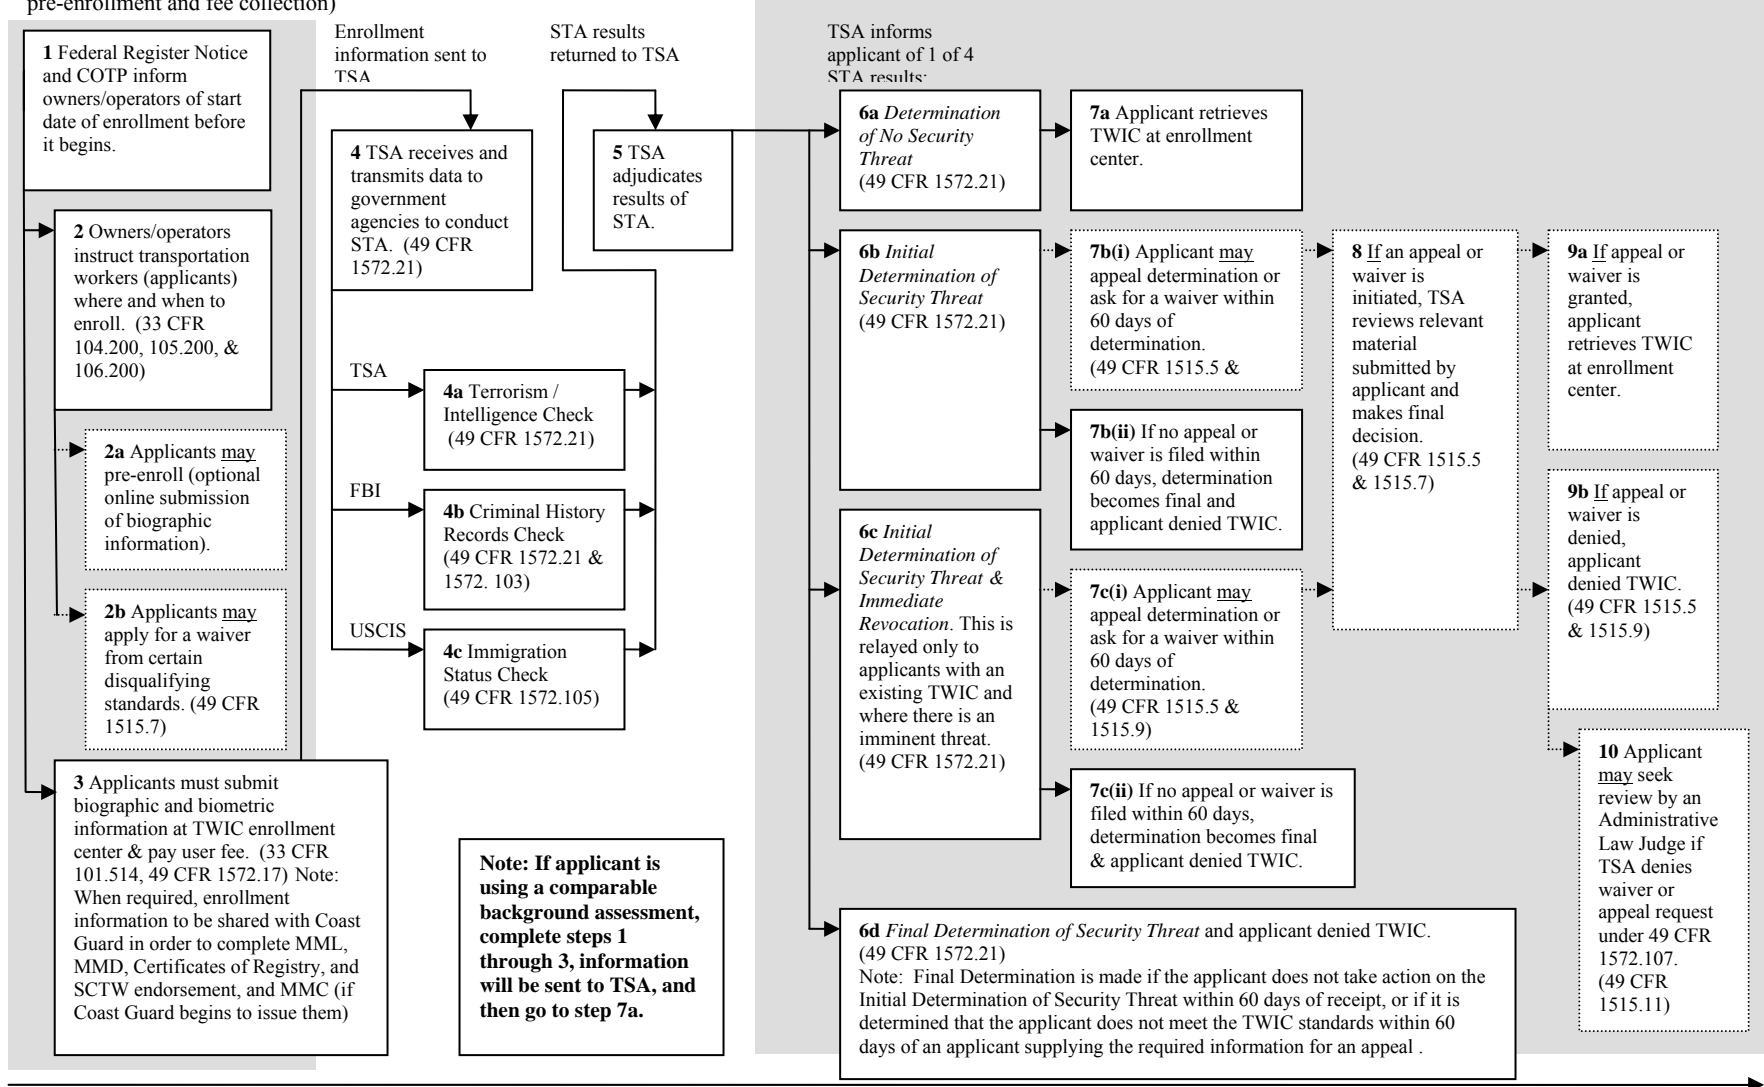 pre-enrollment and fee collection)
1 Federal Register Notice
and COTP inform
owners/operators of start
date of enrollment before
it begins.
2 Owners/operators
instruct transportation
workers (applicants)
where and when to
enroll. (33 CFR
104.200, 105.200, &
106.200)
2a Applicants may
pre-enroll (optional
online submission
of biographic
information).
2b Applicants may
apply for a waiver
from certain
disqualifying
standards. (49 CFR
1515.7)
3 Applicants must submit
biographic and biometric
information at TWIC enrollment
center & pay user fee. (33 CFR
101.514, 49 CFR 1572.17) Note:
When required, enrollment
information to be shared with Coast
Guard in order to complete MML,
MMD, Certificates of Registry, and
SCTW endorsement, and MMC (if
Coast Guard begins to issue them)
Enrollment
information sent to
TSA
4 TSA receives and
transmits data to
government
agencies to conduct
STA. (49 CFR
1572.21)
TSA
4a Terrorism /
Intelligence Check
(49 CFR 1572.21)
FBI
4b Criminal History
Records Check
(49 CFR 1572.21 &
1572. 103)
USCIS
4c Immigration
Status Check
(49 CFR 1572.105)
STA results
returned to TSA
5 TSA
adjudicates
results of
STA.
Note: If applicant is
using a comparable
background assessment,
complete steps 1
through 3, information
will be sent to TSA, and
then go to step 7a.
TSA informs
applicant of 1 of 4
STA results:
6a Determination
of No Security
Threat
(49 CFR 1572.21)
7a Applicant retrieves
TWIC at enrollment
center.
6b Initial
Determination of
Security Threat
(49 CFR 1572.21)
7b(i) Applicant may
appeal determination or
ask for a waiver within
60 days of
determination.
(49 CFR 1515.5 &
7b(ii) If no appeal or
waiver is filed within
60 days, determination
becomes final and
applicant denied TWIC.
6c Initial
Determination of
Security Threat &
Immediate
Revocation. This is
relayed only to
applicants with an
existing TWIC and
where there is an
imminent threat.
(49 CFR 1572.21)
7c(i) Applicant may
appeal determination or
ask for a waiver within
60 days of
determination.
(49 CFR 1515.5 &
1515.9)
7c(ii) If no appeal or waiver is
filed within 60 days,
determination becomes final
& applicant denied TWIC.
6d Final Determination of Security Threat and applicant denied TWIC.
(49 CFR 1572.21)
Note: Final Determination is made if the applicant does not take action on the
Initial Determination of Security Threat within 60 days of receipt, or if it is
determined that the applicant does not meet the TWIC standards within 60
days of an applicant supplying the required information for an appeal .
8 If an appeal or
waiver is
initiated, TSA
reviews relevant
material
submitted by
applicant and
makes final
decision.
(49 CFR 1515.5
& 1515.7)
9a If appeal or
waiver is
granted,
applicant
retrieves TWIC
at enrollment
center.
9b If appeal or
waiver is
denied,
applicant
denied TWIC.
(49 CFR 1515.5
& 1515.9)
10 Applicant
may seek
review by an
Administrative
Law Judge if
TSA denies
waiver or
appeal request
under 49 CFR
1572.107.
(49 CFR
1515.11)